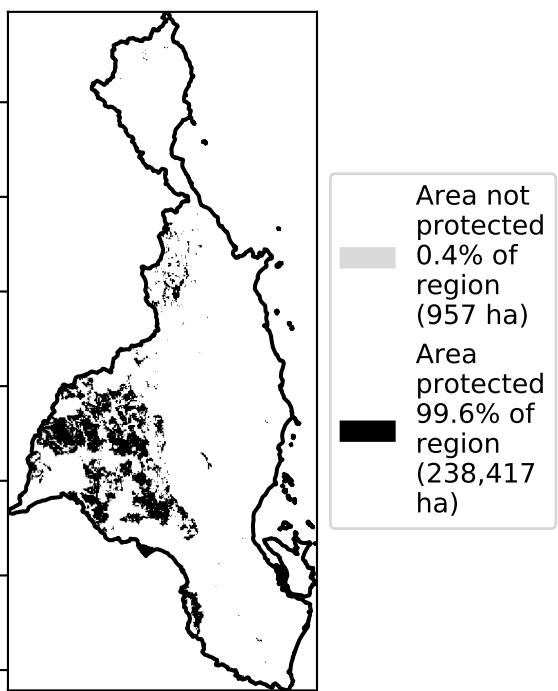 Area not
protected
0.4% of
region
(957 ha)
Area
protected
99.6% of
region
(238,417
ha)